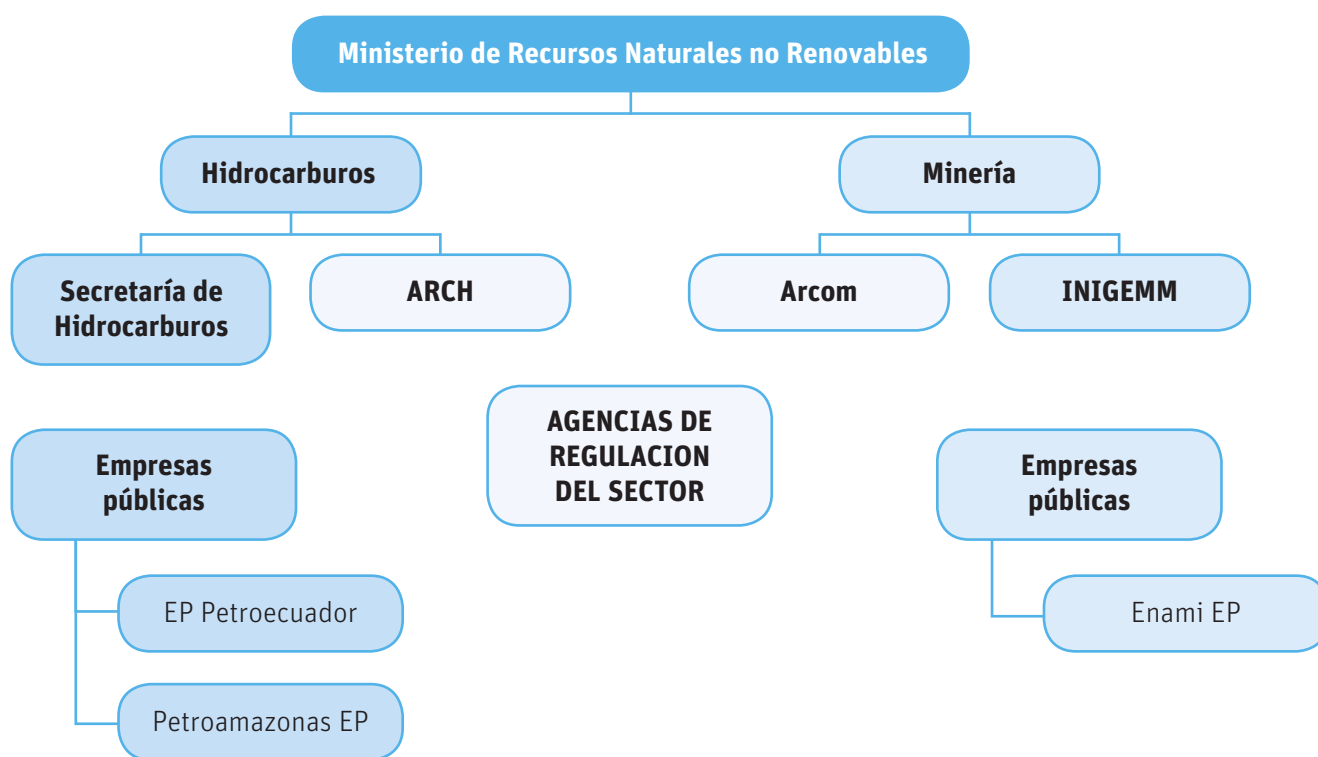 Ministerio de Recursos Naturales no Renovables
Hidrocarburos
Minería
Secretaría de
Hidrocarburos
ARCH
Arcom
INIGEMM
AGENCIAS DE
REGULACION
DEL SECTOR
Empresas
públicas
Empresas
públicas
EP Petroecuador
Enami EP
Petroamazonas EP